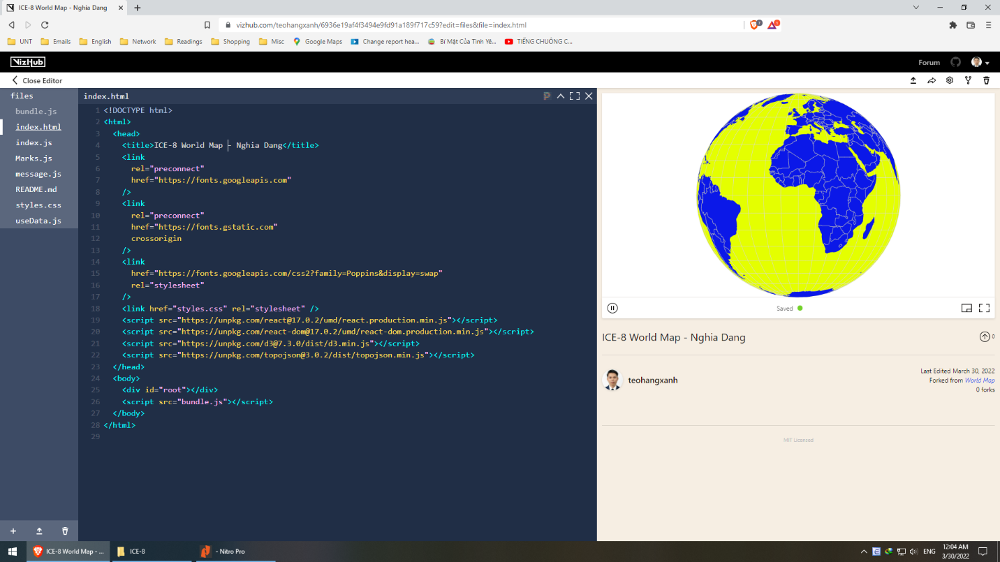 ICE-8 World Map - Nghia Dang
vizhub.com/teohangxanh/6936e19af4f3494e9fd91a189f717c59?edit=files&file=index.html
7
1
UNT
Emails
English
Network
Readings
Shopping
Misc
Google Maps
Change report hea...
Bí Mật Của Tình Yê...
TIẾNG CHUÔNG C...
VizHub
Forum
Close Editor
files
bundle.js
index.html
index.js
Marks.js
message.js
README.md
styles.css
useData.js
index.html
1 <!DOCTYPE html>
2 <html>
3 <head>
4 <title>ICE-8 World Map - Nghia Dang</title>
5 <link
6 rel="preconnect"
7 href="https://fonts.googleapis.com"
8 />
9 <link
10 rel="preconnect"
11 href="https://fonts.gstatic.com"
12 crossorigin
13 />
14 <link
15 href="https://fonts.googleapis.com/css2?family=Poppins&display=swap"
16 rel="stylesheet"
17 />
18 <link href="styles.css" rel="stylesheet" />
19 <script src="https://unpkg.com/react@17.0.2/umd/react.production.min.js"></script>
20 <script src="https://unpkg.com/react-dom@17.0.2/umd/react-dom.production.min.js"></script>
21 <script src="https://unpkg.com/d3@7.3.0/dist/d3.min.js"></script>
22 <script src="https://unpkg.com/topojson@3.0.2/dist/topojson.min.js"></script>
23 </head>
24 <body>
25 <div id="root"></div>
26 <script src="bundle.js"></script>
27 </body>
28 </html>
29
Saved
ICE-8 World Map - Nghia Dang
0
teohangxanh
Last Edited March 30, 2022
Forked from World Map
0 forks
MIT Licensed
ICE-8 World Map - ...
ICE-8
- Nitro Pro
ENG
12:04 AM
3/30/2022